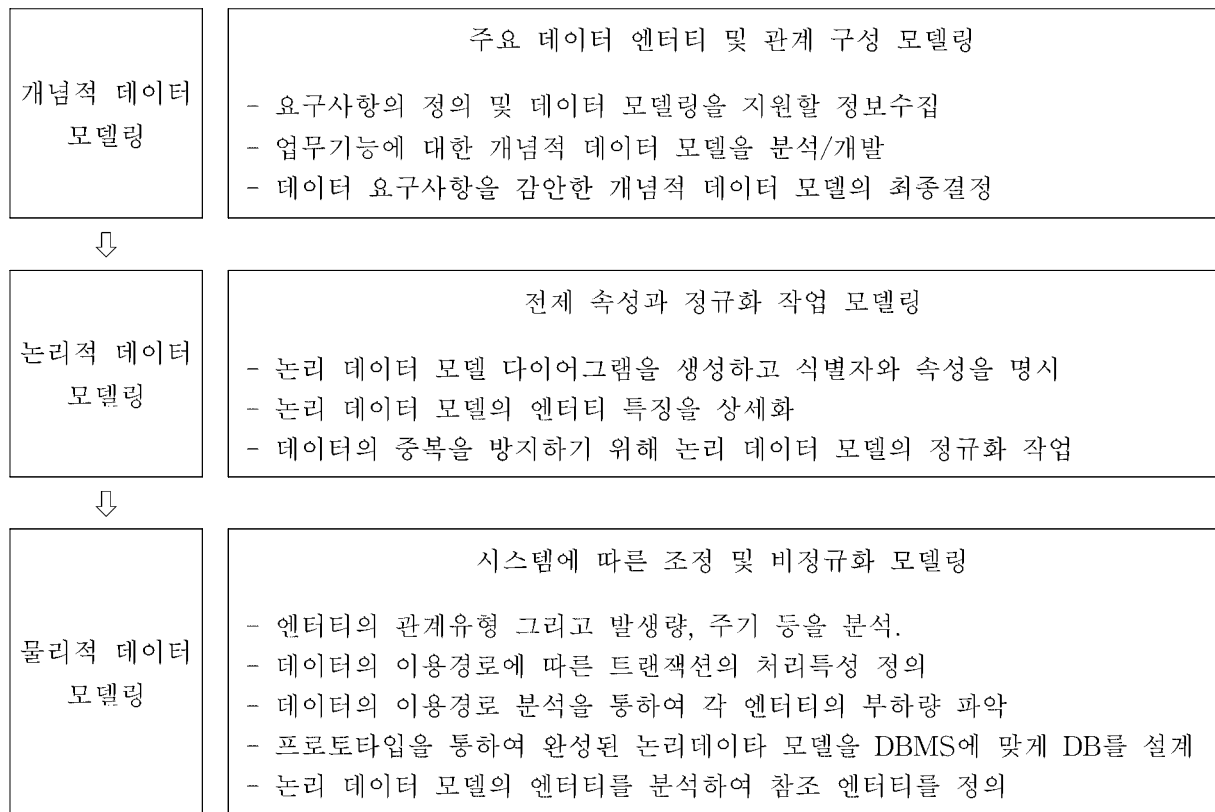 개념적 데이터
모델링
주요 데이터 엔터티 및 관계 구성 모델링
- 요구사항의 정의 및 데이터 모델링을 지원할 정보수집
- 업무기능에 대한 개념적 데이터 모델을 분석/개발
- 데이터 요구사항을 감안한 개념적 데이터 모델의 최종결정
⇩
논리적 데이터
모델링
전제 속성과 정규화 작업 모델링
- 논리 데이터 모델 다이어그램을 생성하고 식별자와 속성을 명시
- 논리 데이터 모델의 엔터티 특징을 상세화
- 데이터의 중복을 방지하기 위해 논리 데이터 모델의 정규화 작업
⇩
물리적 데이터
모델링
시스템에 따른 조정 및 비정규화 모델링
- 엔터티의 관계유형 그리고 발생량, 주기 등을 분석.
- 데이터의 이용경로에 따른 트랜잭션의 처리특성 정의
- 데이터의 이용경로 분석을 통하여 각 엔터티의 부하량 파악
- 프로토타입을 통하여 완성된 논리데이타 모델을 DBMS에 맞게 DB를 설계
- 논리 데이터 모델의 엔터티를 분석하여 참조 엔터티를 정의